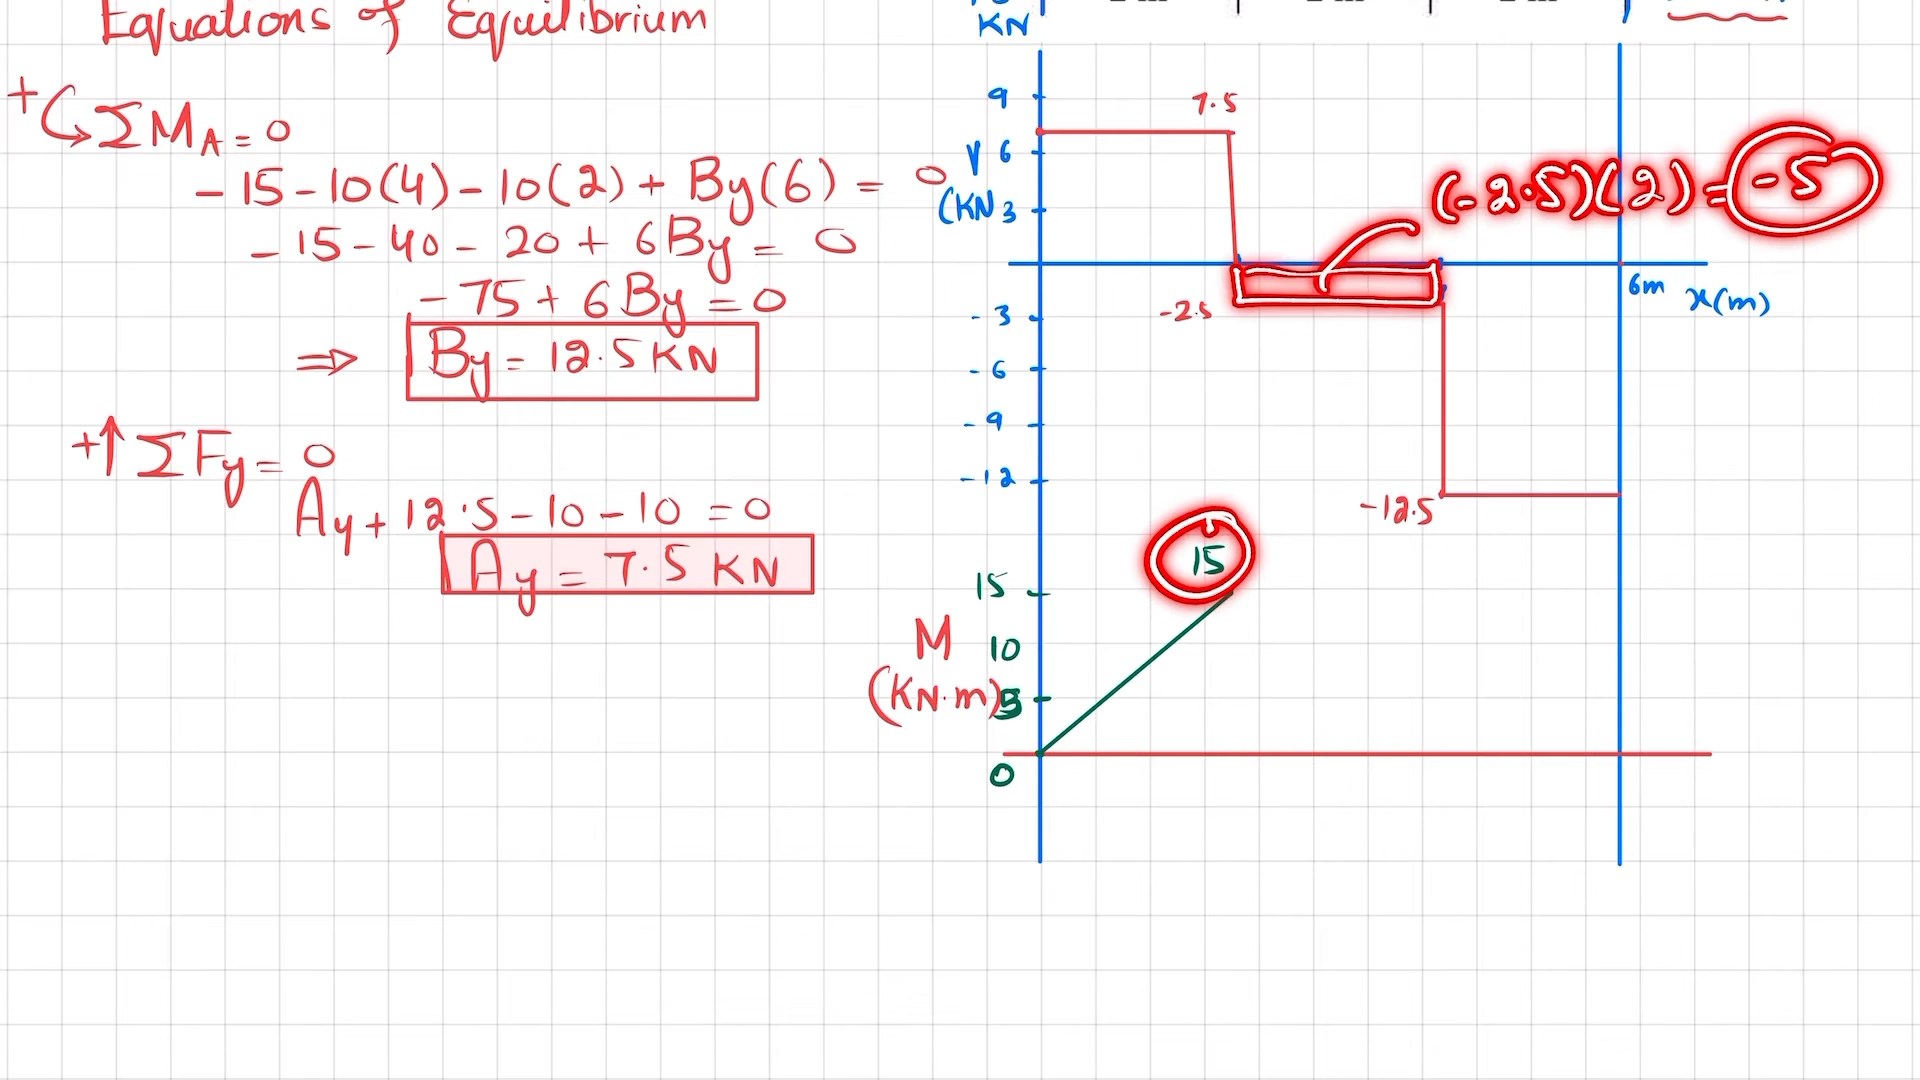 Equations of Equilibrium
+ ΣM_A = 0
-15-10(4)-10(2)+By(6) = 0
-15-40-20+6By = 0
-75+6By=0
⇒ By = 12.5KN
+↑ ΣFy = 0
Ay+12.5-10-10 = 0
Ay = 7.5 KN
KN
9
7.5
V
6
(KN
3
(-2.5)(2) = -5
6m
x(m)
-2.5
-3
-6
-9
-12
-12.5
15
15
M
10
(KN.m)
5
0